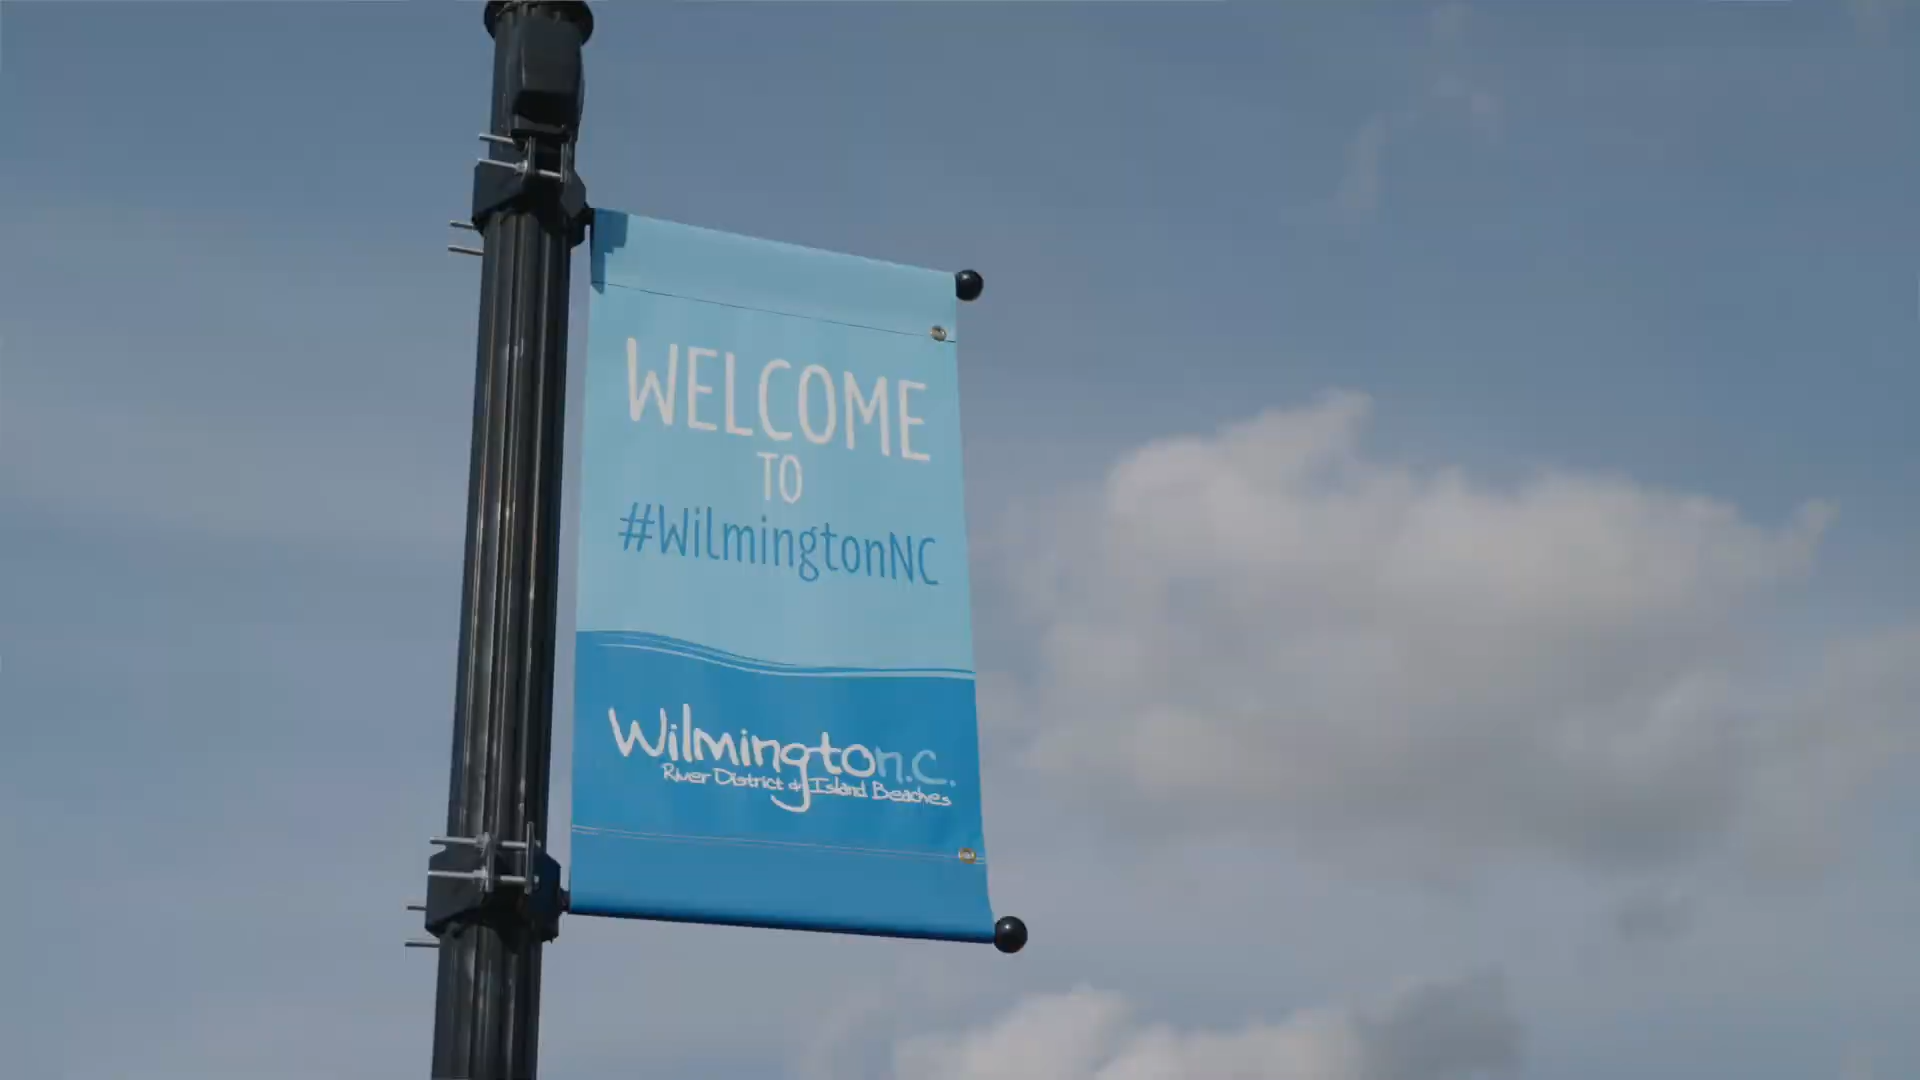 WELCOME
TO
#WilmingtonNC
Wilmington.c.
River District & Island Beaches